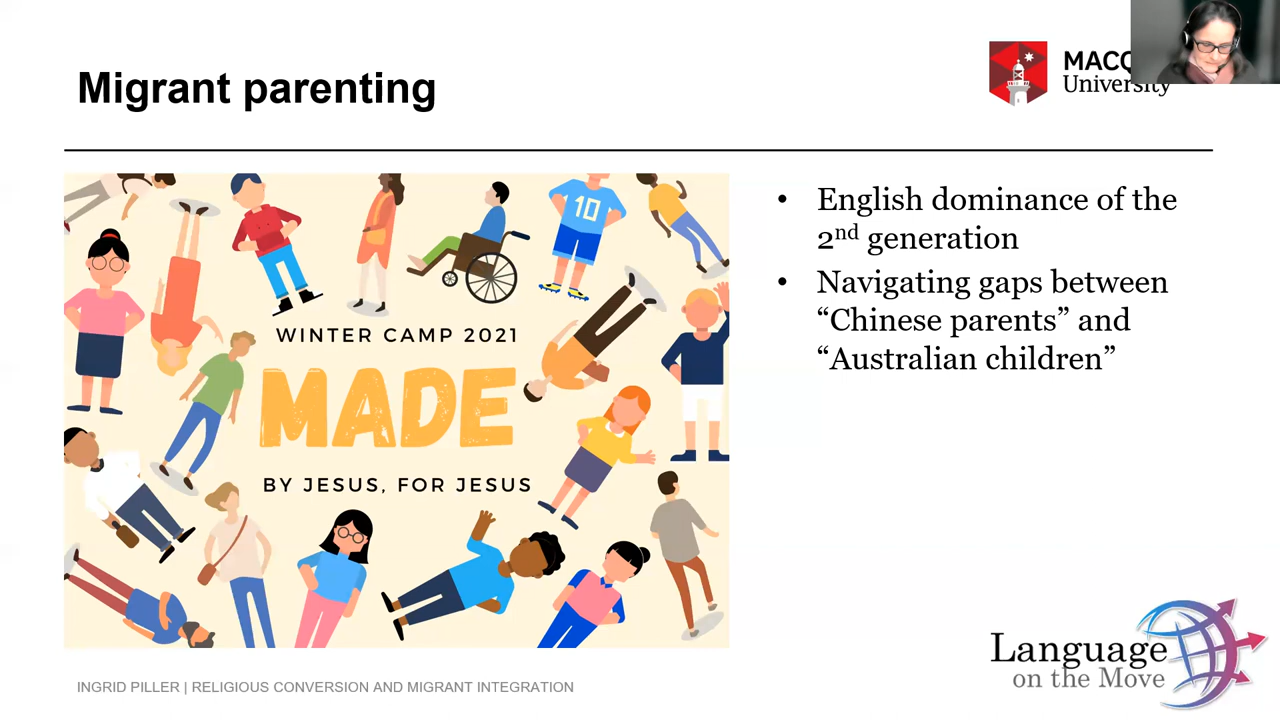 Migrant parenting
University
WINTER CAMP 2021
MADE
BY JESUS, FOR JESUS
10
• English dominance of the
2nd generation
• Navigating gaps between
“Chinese parents” and
“Australian children”
Language
on the Move
INGRID PILLER | RELIGIOUS CONVERSION AND MIGRANT INTEGRATION